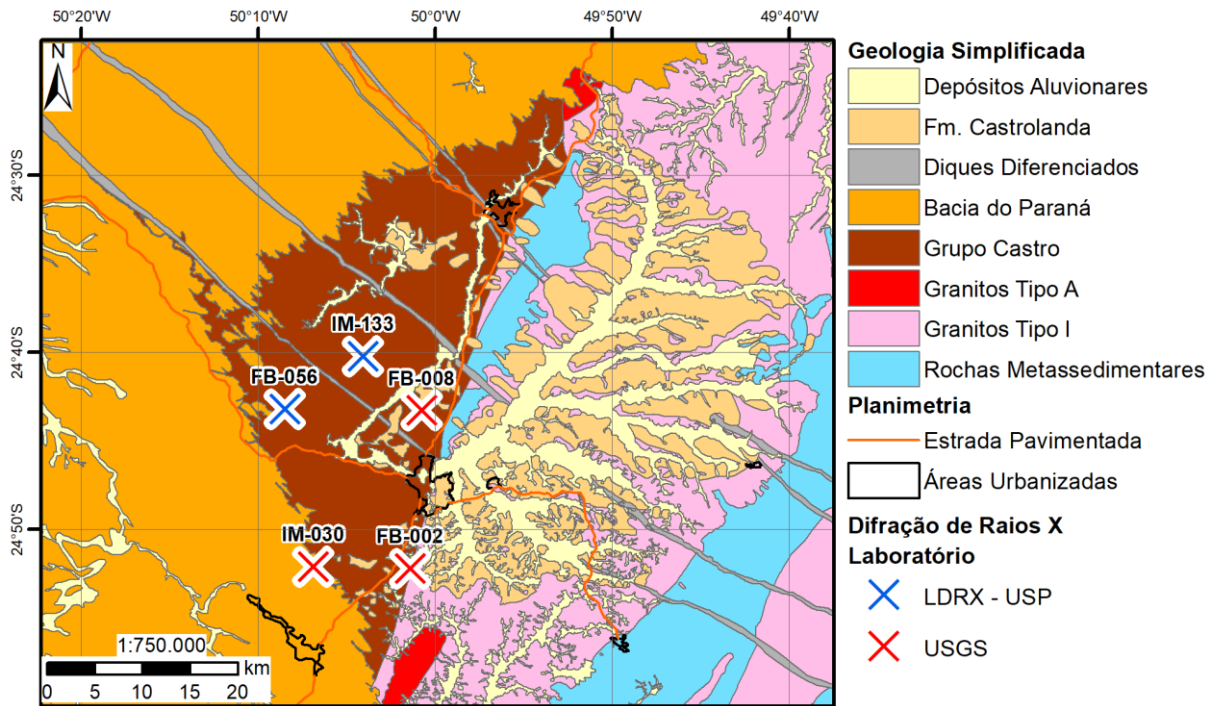 50°20'W 50°10'W 50°0'W 49°50'W 49°40'W
N
24°30'S
24°40'S
24°50'S
IM-133
FB-056
FB-008
IM-030
FB-002
1:750.000
km
0 5 10 15 20
Geologia Simplificada
Depósitos Aluvionares
Fm. Castrolanda
Diques Diferenciados
Bacia do Paraná
Grupo Castro
Granitos Tipo A
Granitos Tipo I
Rochas Metassedimentares
Planimetria
Estrada Pavimentada
Áreas Urbanizadas
Difração de Raios X
Laboratório
LDRX - USP
USGS